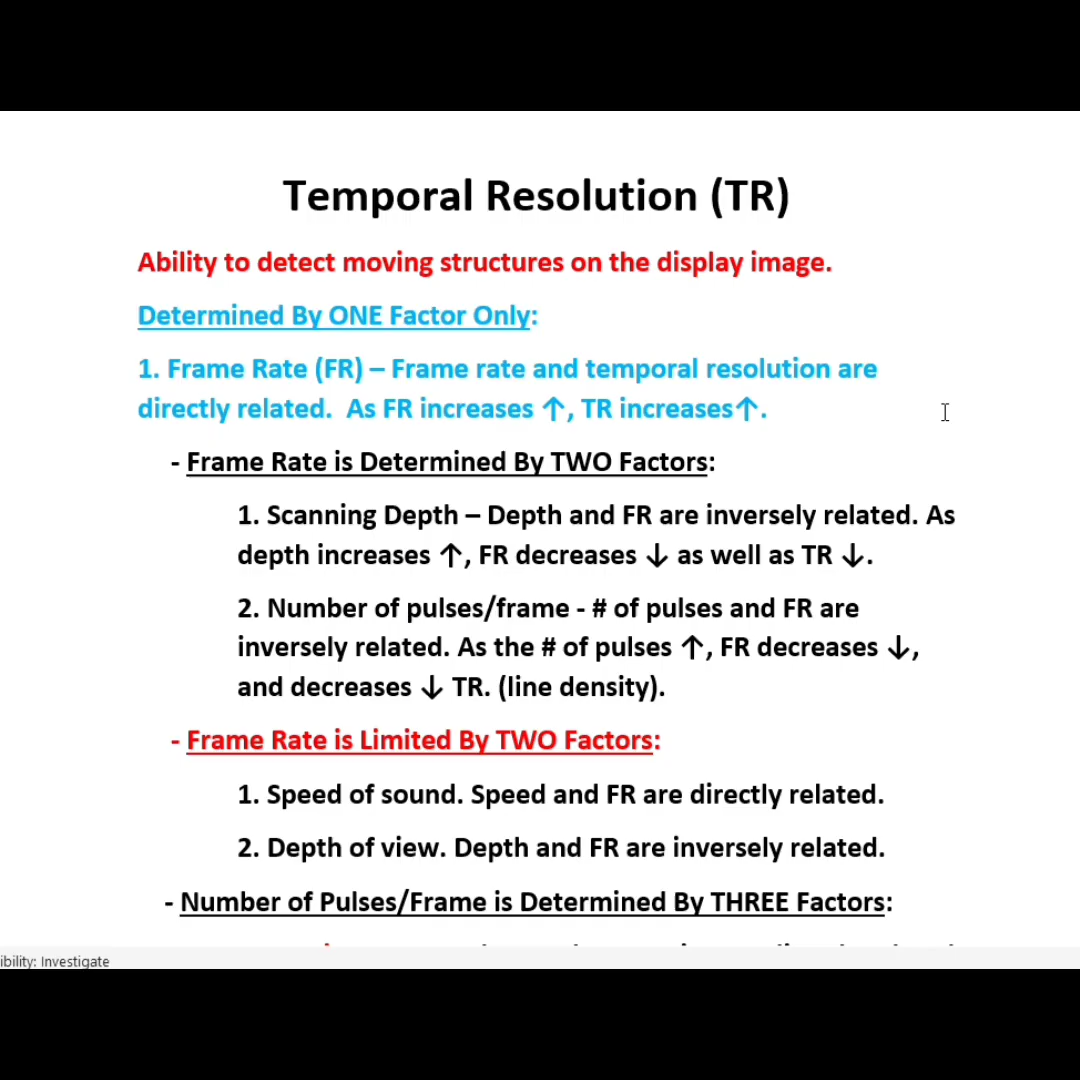 Temporal Resolution (TR)
Ability to detect moving structures on the display image.
Determined By ONE Factor Only:
1. Frame Rate (FR) – Frame rate and temporal resolution are
directly related.  As FR increases ↑, TR increases↑.
- Frame Rate is Determined By TWO Factors:
1. Scanning Depth – Depth and FR are inversely related. As
depth increases ↑, FR decreases ↓ as well as TR ↓.
2. Number of pulses/frame - # of pulses and FR are
inversely related. As the # of pulses ↑, FR decreases ↓,
and decreases ↓ TR. (line density).
- Frame Rate is Limited By TWO Factors:
1. Speed of sound. Speed and FR are directly related.
2. Depth of view. Depth and FR are inversely related.
- Number of Pulses/Frame is Determined By THREE Factors:
ibility: Investigate